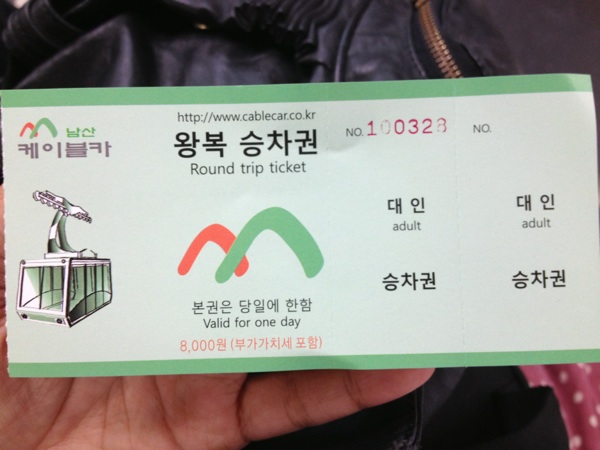 남산
케이블카
http://www.cablecar.co.kr
왕복 승차권
Round trip ticket
본권은 당일에 한함
Valid for one day
8,000원 (부가가치세 포함)
NO. 100328
대 인
adult
승차권
NO.
대 인
adult
승차권